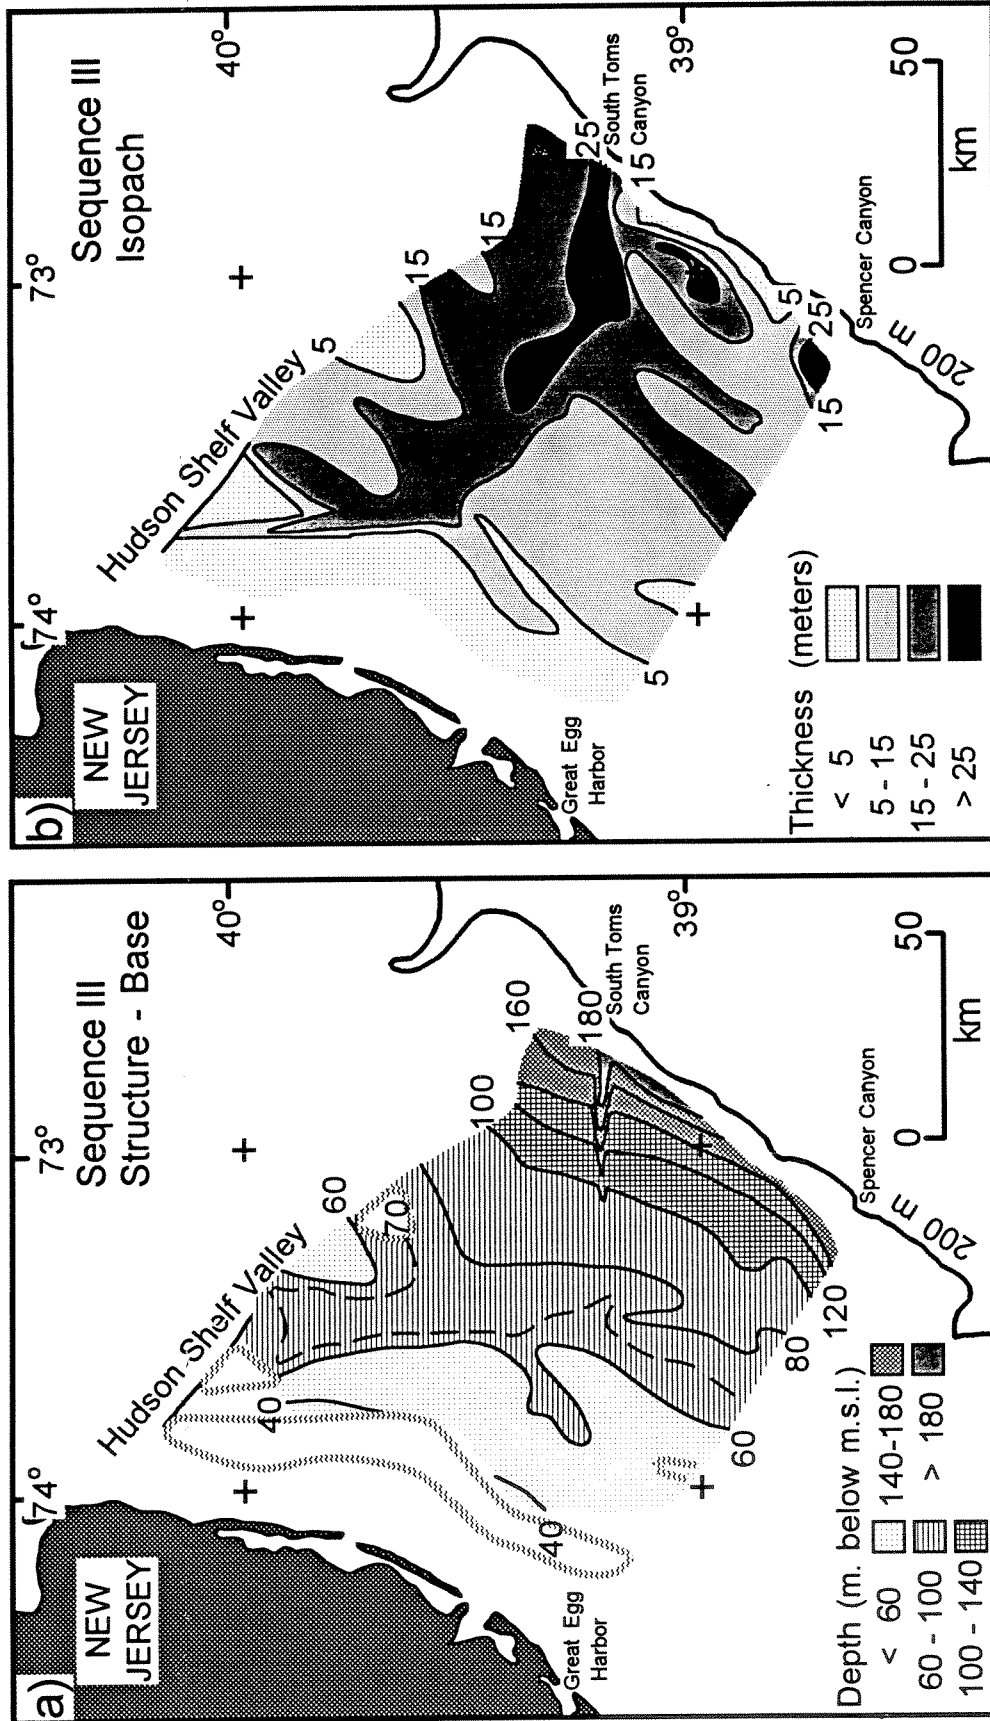 a)
NEW
JERSEY
74°
73°
Sequence III
Structure - Base
40°
39°
Hudson Shelf Valley
60
70
100
160
180
South Toms
Canyon
40
40
60
80
120
Great Egg
Harbor
Spencer Canyon
200 m
0
50
km
Depth (m. below m.s.l.)
< 60
60 - 100
100 - 140
140-180
> 180
b)
NEW
JERSEY
74°
73°
Sequence III
Isopach
40°
39°
Hudson Shelf Valley
5
15
15
25
South Toms
Canyon
15
5
5
25
15
Great Egg
Harbor
Spencer Canyon
200 m
0
50
km
Thickness (meters)
< 5
5 - 15
15 - 25
> 25